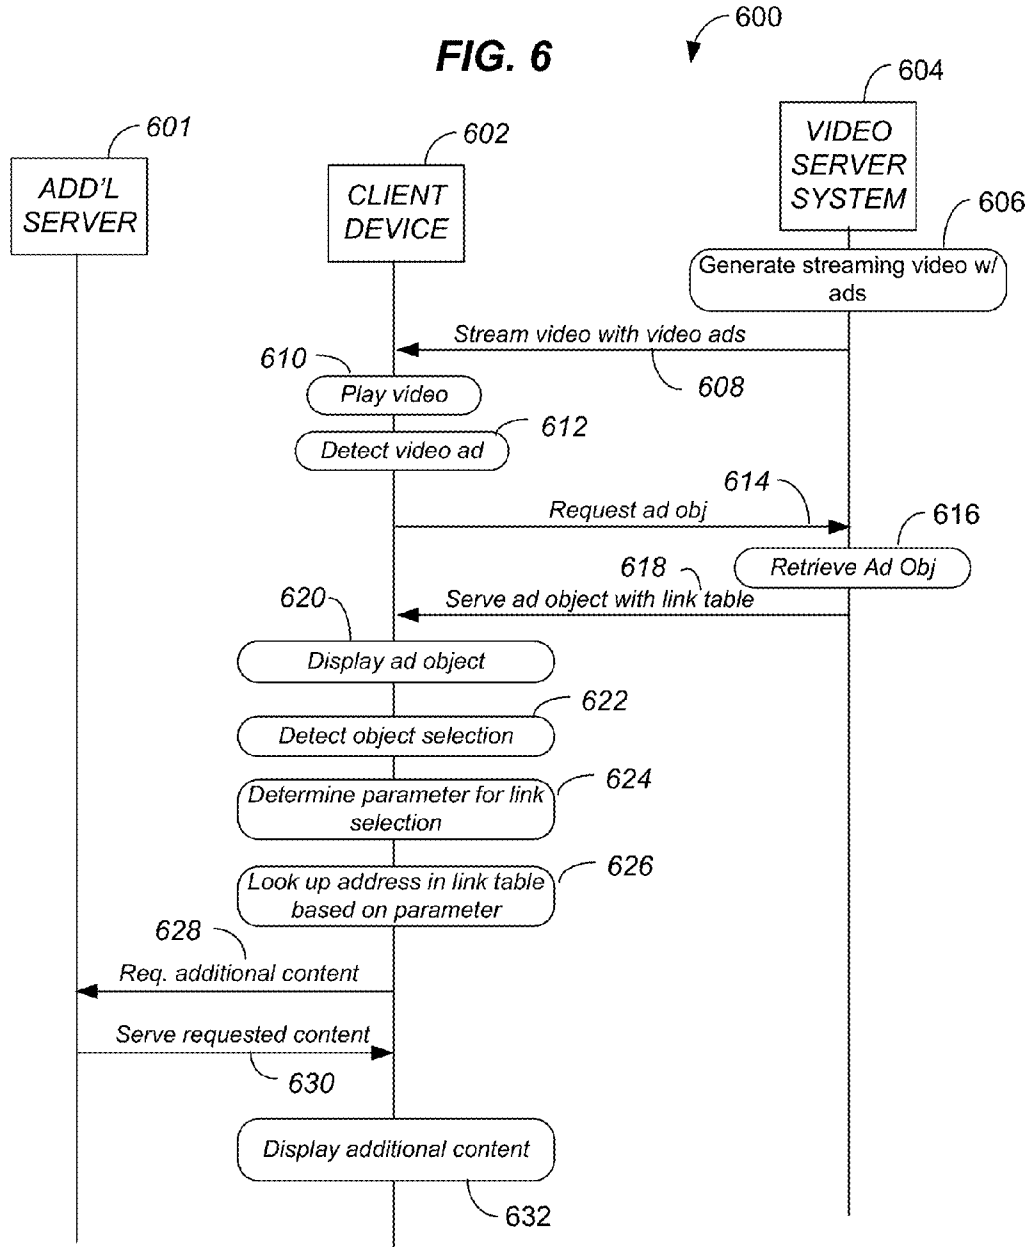 600
FIG. 6
604
601
602
VIDEO
SERVER
SYSTEM
ADD'L
SERVER
CLIENT
DEVICE
606
Generate streaming video w/
ads
Stream video with video ads
608
610
Play video
612
Detect video ad
614
Request ad obj
616
Retrieve Ad Obj
618
Serve ad object with link table
620
Display ad object
622
Detect object selection
624
Determine parameter for link
selection
626
Look up address in link table
based on parameter
628
Req. additional content
Serve requested content
630
Display additional content
632